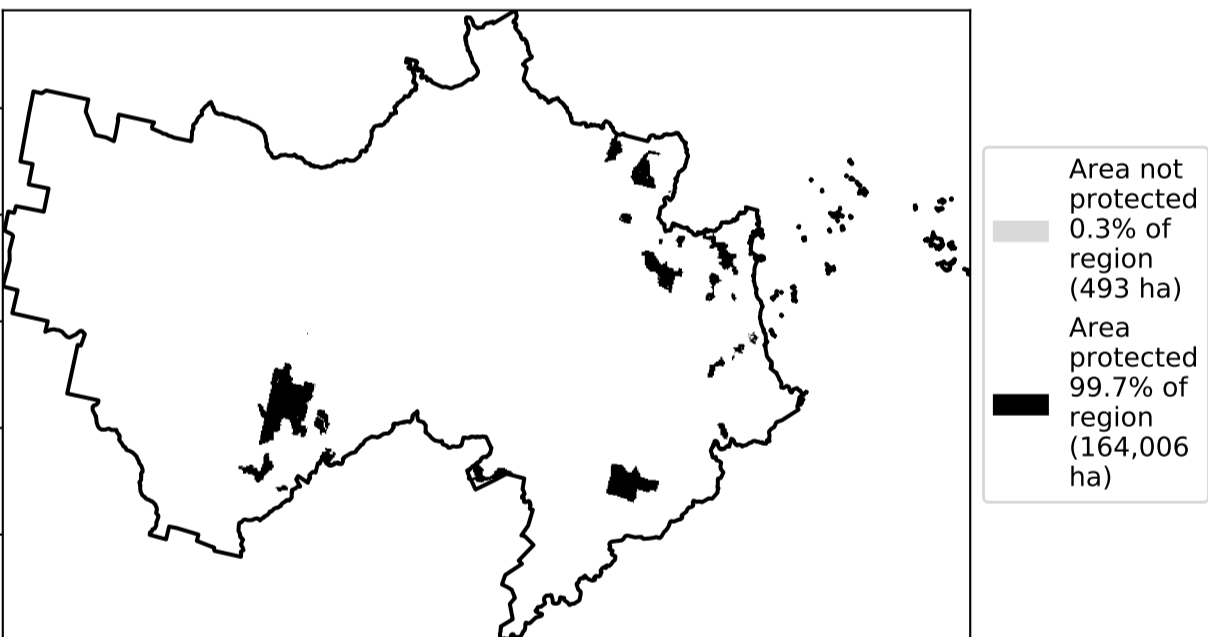 Area not
protected
0.3% of
region
(493 ha)
Area
protected
99.7% of
region
(164,006
ha)